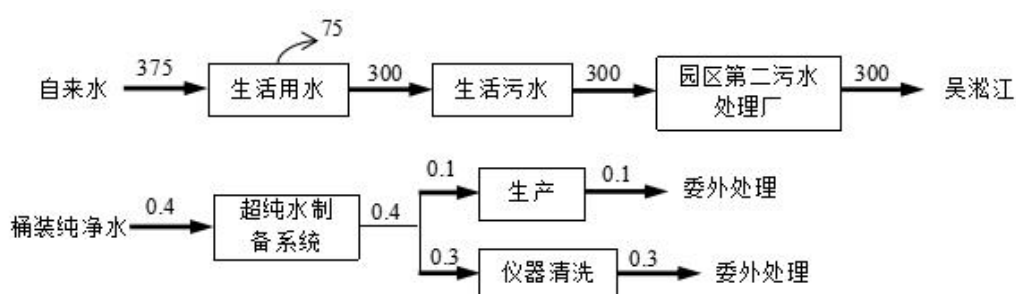 75
自来水 375 生活用水 300 生活污水 300 园区第二污水处理厂 300 吴淞江
0.1 生产 0.1 委外处理
桶装纯净水 0.4 超纯水制备系统 0.4
0.3 仪器清洗 0.3 委外处理